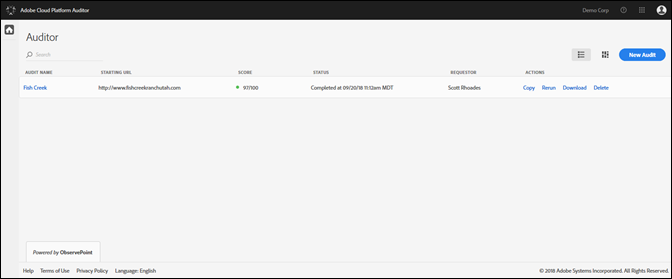 Adobe Cloud Platform Auditor
Demo Corp
Auditor
Search
New Audit
AUDIT NAME STARTING URL SCORE STATUS REQUESTOR ACTIONS
Fish Creek http://www.fishcreekranchutah.com 97/100 Completed at 09/20/18 11:12am MDT Scott Rhoades Copy Rerun Download Delete
Powered by ObservePoint
Help Terms of Use Privacy Policy Language: English © 2018 Adobe Systems Incorporated. All Rights Reserved.